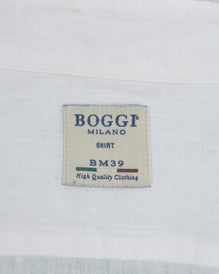 BOGGI
MILANO
SHIRT
BM39
High Quality Clothing